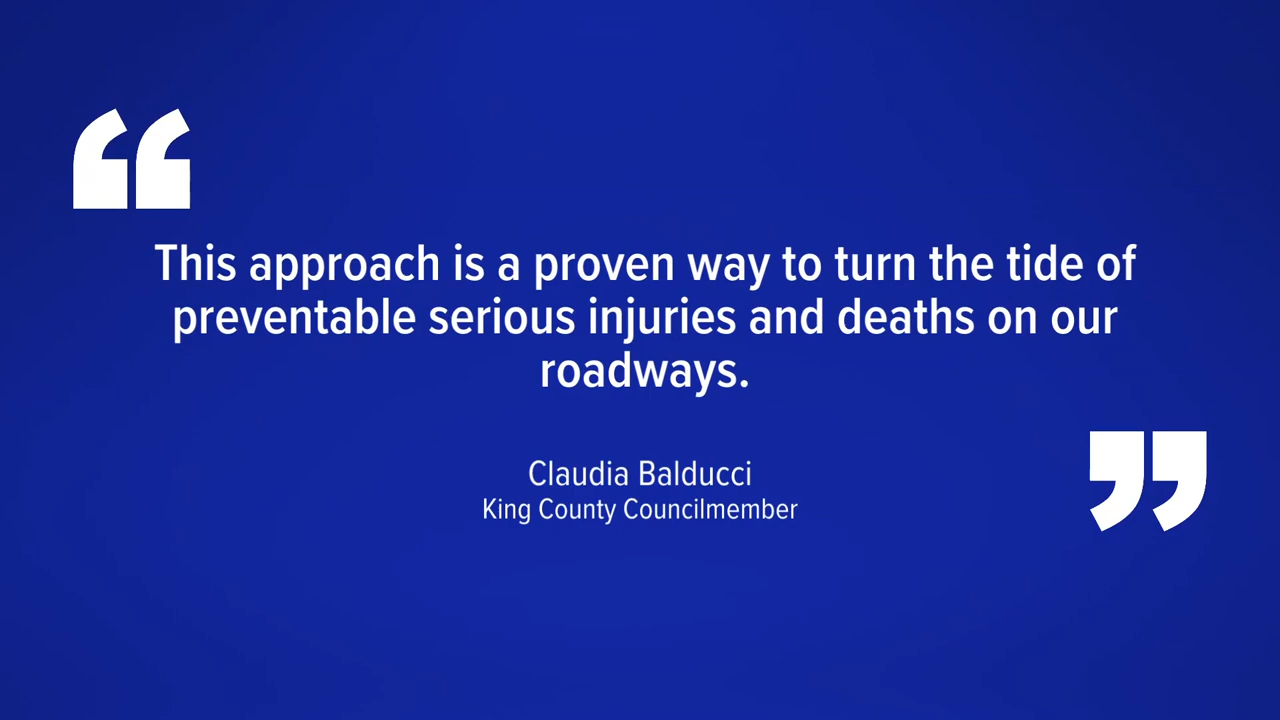 “
This approach is a proven way to turn the tide of
preventable serious injuries and deaths on our
roadways.
”
Claudia Balducci
King County Councilmember